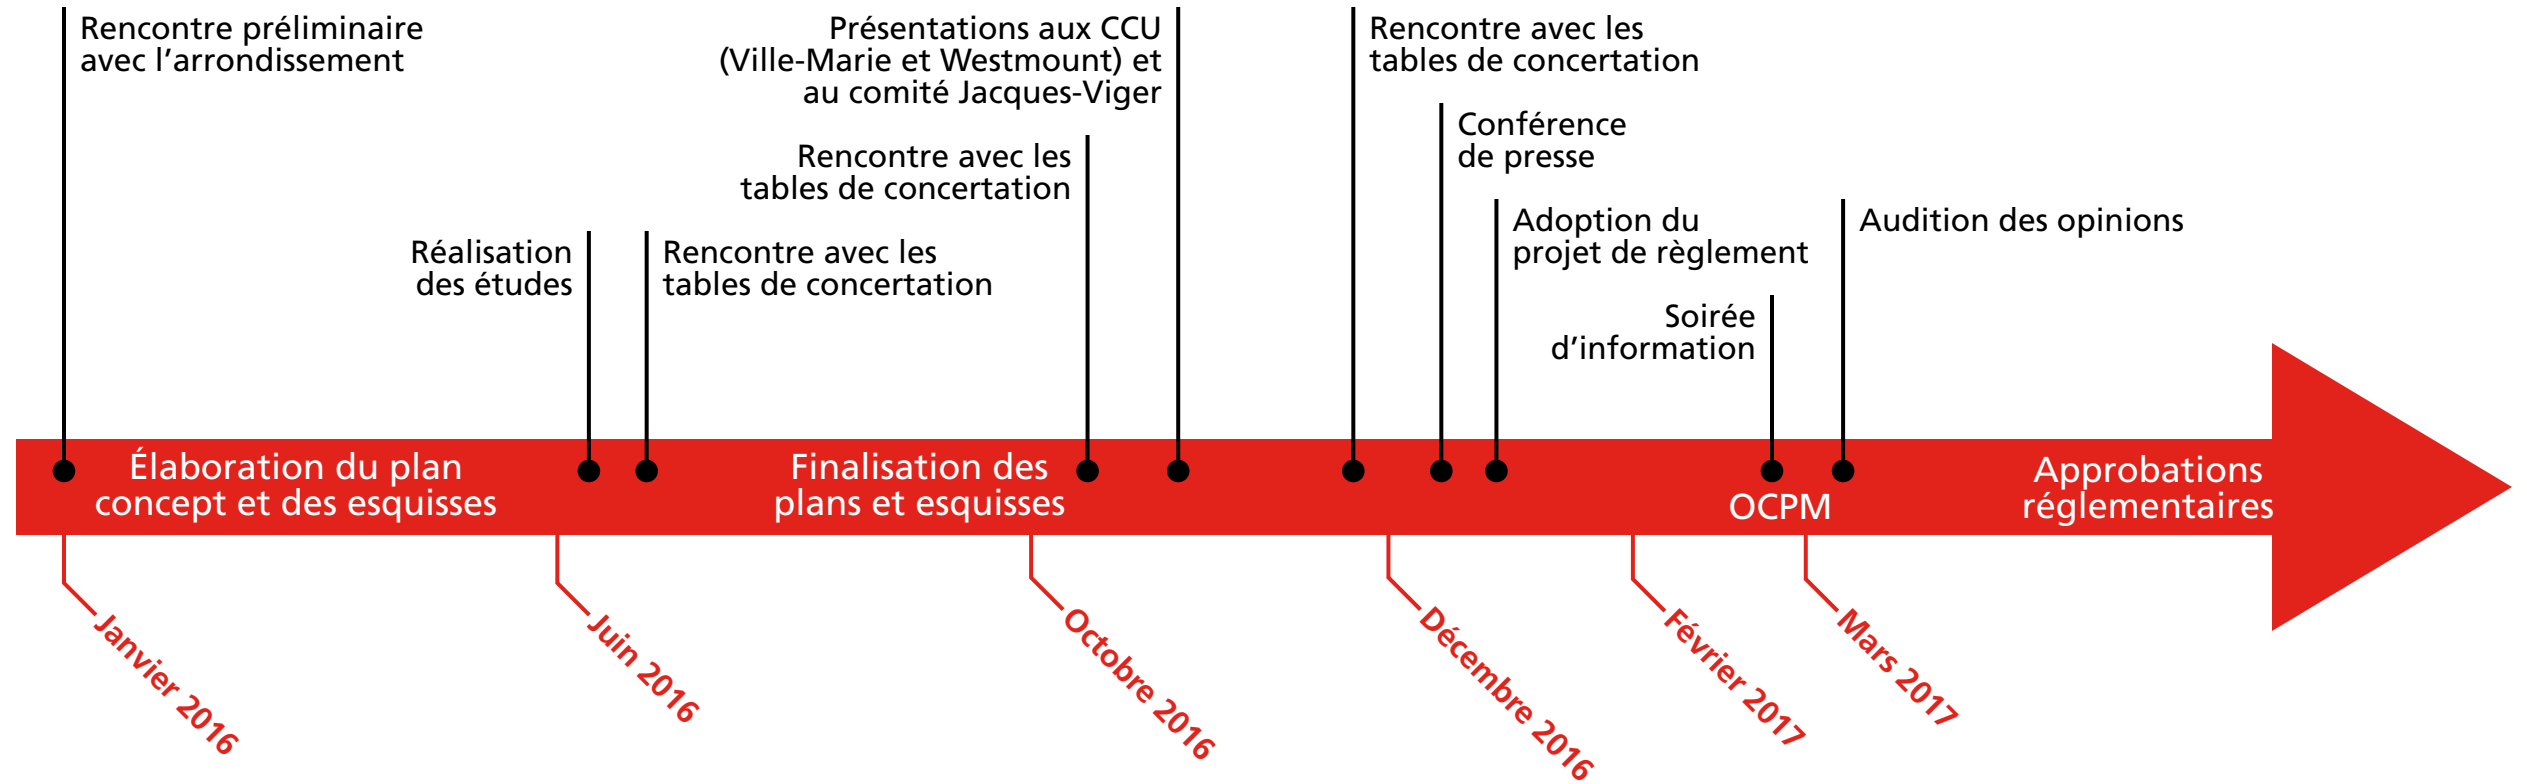 Rencontre préliminaire
avec l’arrondissement
Réalisation
des études
Rencontre avec les
tables de concertation
Rencontre avec les
tables de concertation
Présentations aux CCU
(Ville-Marie et Westmount) et
au comité Jacques-Viger
Rencontre avec les
tables de concertation
Conférence
de presse
Adoption du
projet de règlement
Soirée
d’information
Audition des opinions
Élaboration du plan
concept et des esquisses
Finalisation des
plans et esquisses
OCPM
Approbations
réglementaires
Janvier 2016
Juin 2016
Octobre 2016
Décembre 2016
Février 2017
Mars 2017